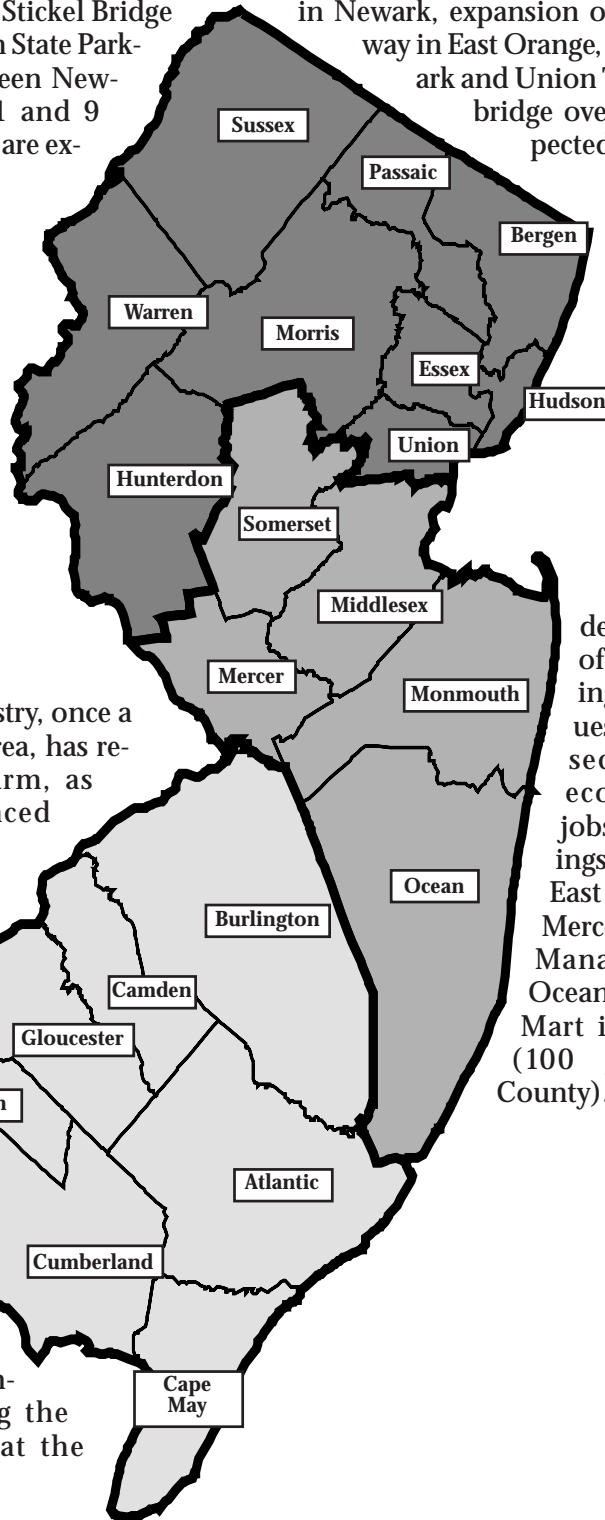 Stickel Bridge
State Park-
een New-
and 9
are ex-
in Newark, expansion o
way in East Orange,
ark and Union
bridge ove
pected
Sussex
Passaic
Bergen
Warren
Morris
Essex
Hudson
Union
Hunterdon
Somerset
Middlesex
Mercer
Monmouth
stry, once a
rea, has re-
rm, as
nced
de
of
ing
ues
sec
eco
jobs
ings
East
Merc
Mana
Ocean
Mart i
(100
County).
Ocean
Burlington
Camden
Gloucester
Atlantic
Cumberland
Cape
May
n-
g the
at the